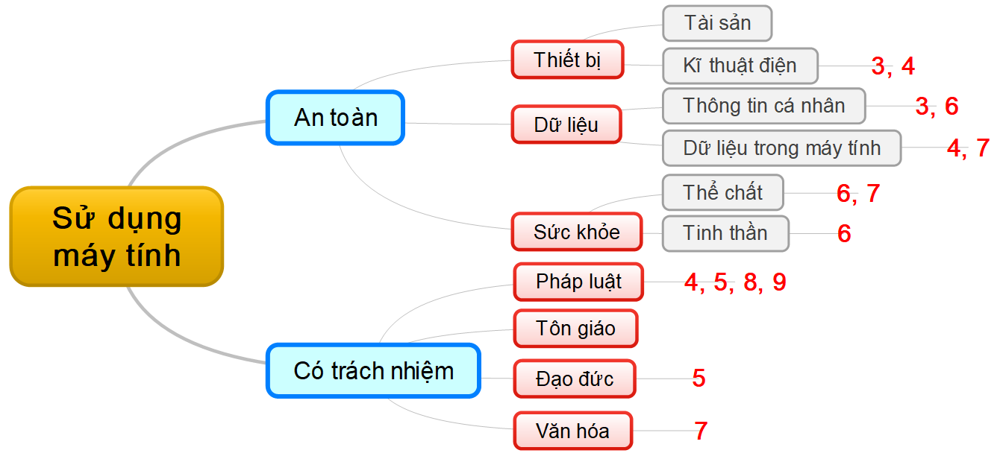 Sử dụng
máy tính
An toàn
Thiết bị
Tài sản
Kĩ thuật điện
3, 4
Dữ liệu
Thông tin cá nhân
3, 6
Dữ liệu trong máy tính
4, 7
Sức khỏe
Thể chất
6, 7
Tinh thần
6
Có trách nhiệm
Pháp luật
4, 5, 8, 9
Tôn giáo
Đạo đức
5
Văn hóa
7